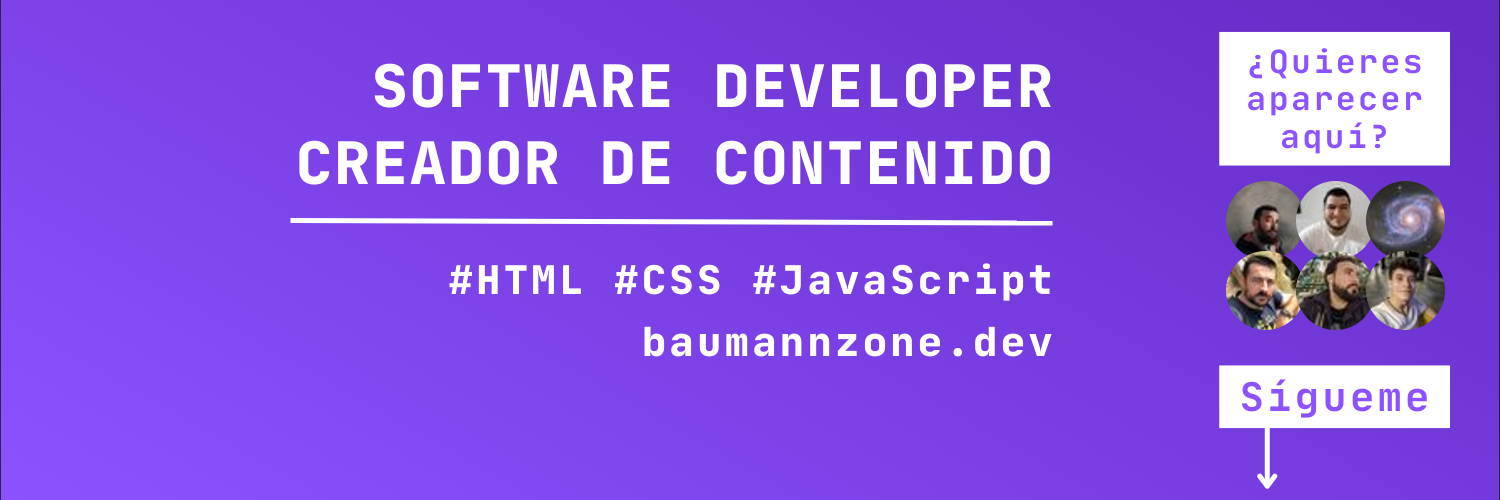 SOFTWARE DEVELOPER
CREADOR DE CONTENIDO
#HTML #CSS #JavaScript
baumannzone.dev
¿Quieres
aparecer
aquí?
Sígueme